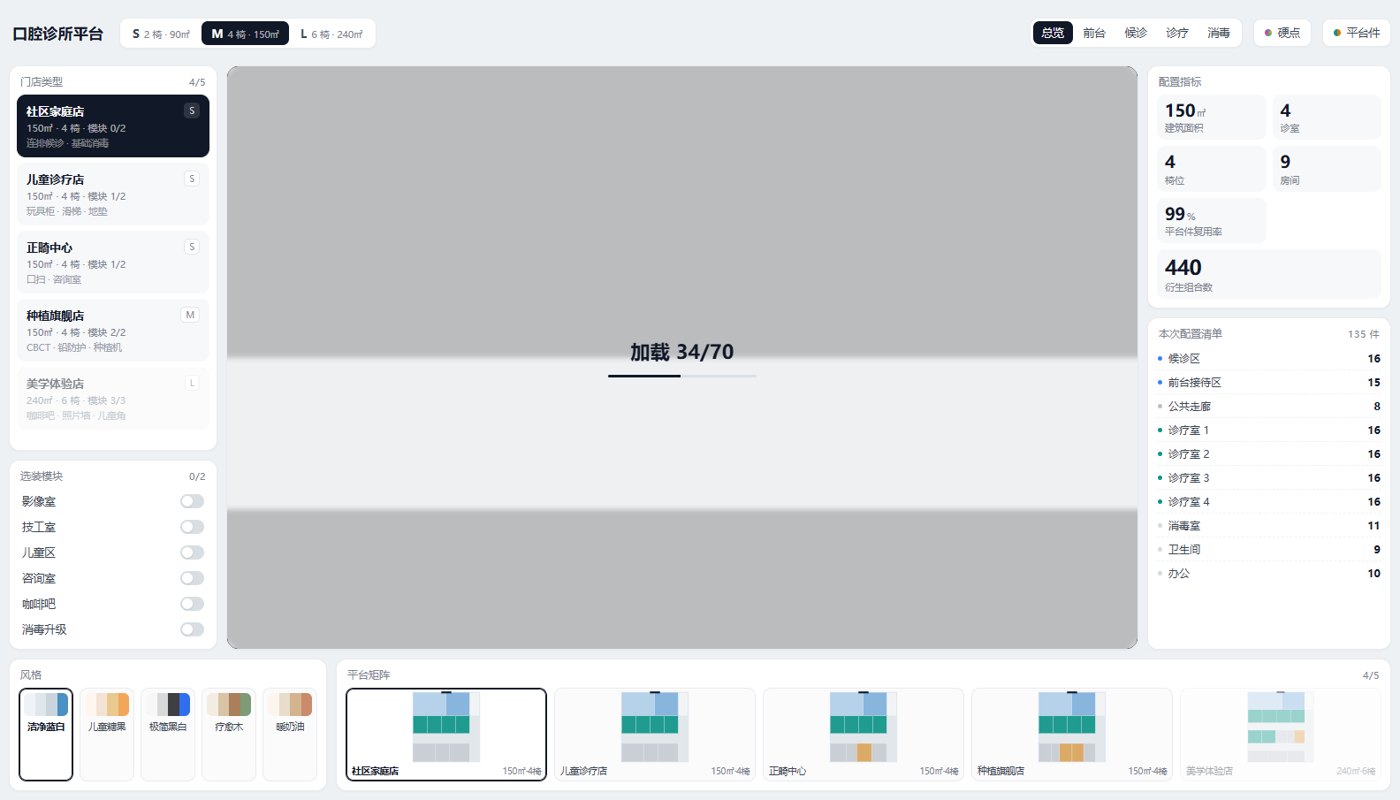 口腔诊所平台
S 2 椅 · 90㎡
M 4 椅 · 150㎡
L 6 椅 · 240㎡
总览
前台
候诊
诊疗
消毒
硬点
平台件
门店类型
4/5
社区家庭店
S
150㎡ · 4 椅 · 模块 0/2
连排候诊 · 基础消毒
儿童诊疗店
S
150㎡ · 4 椅 · 模块 1/2
玩具柜 · 滑梯 · 地垫
正畸中心
S
150㎡ · 4 椅 · 模块 1/2
口扫 · 咨询室
种植旗舰店
M
150㎡ · 4 椅 · 模块 2/2
CBCT · 铅防护 · 种植机
美学体验店
L
240㎡ · 6 椅 · 模块 3/3
咖啡吧 · 照片墙 · 儿童角
选装模块
0/2
影像室
技工室
儿童区
咨询室
咖啡吧
消毒升级
加载 34/70
配置指标
150㎡
建筑面积
4
诊室
4
椅位
9
房间
99%
平台件复用率
440
衍生组合数
本次配置清单
135 件
候诊区
16
前台接待区
15
公共走廊
8
诊疗室 1
16
诊疗室 2
16
诊疗室 3
16
诊疗室 4
16
消毒室
11
卫生间
9
办公
10
风格
洁净蓝白
儿童糖果
极简黑白
疗愈木
暖奶油
平台矩阵
4/5
社区家庭店
150㎡·4椅
儿童诊疗店
150㎡·4椅
正畸中心
150㎡·4椅
种植旗舰店
150㎡·4椅
美学体验店
240㎡·6椅